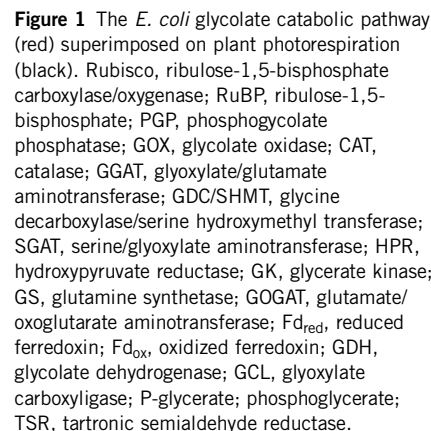 Figure 1 The E. coli glycolate catabolic pathway
(red) superimposed on plant photorespiration
(black). Rubisco, ribulose-1,5-bisphosphate
carboxylase/oxygenase; RuBP, ribulose-1,5-
bisphosphate; PGP, phosphogycolate
phosphatase; GOX, glycolate oxidase; CAT,
catalase; GGAT, glyoxylate/glutamate
aminotransferase; GDC/SHMT, glycine
decarboxylase/serine hydroxymethyl transferase;
SGAT, serine/glyoxylate aminotransferase; HPR,
hydroxypyruvate reductase; GK, glycerate kinase;
GS, glutamine synthetase; GOGAT, glutamate/
oxoglutarate aminotransferase; Fdred, reduced
ferredoxin; Fdox, oxidized ferredoxin; GDH,
glycolate dehydrogenase; GCL, glyoxylate
carboxyligase; P-glycerate; phosphoglycerate;
TSR, tartronic semialdehyde reductase.